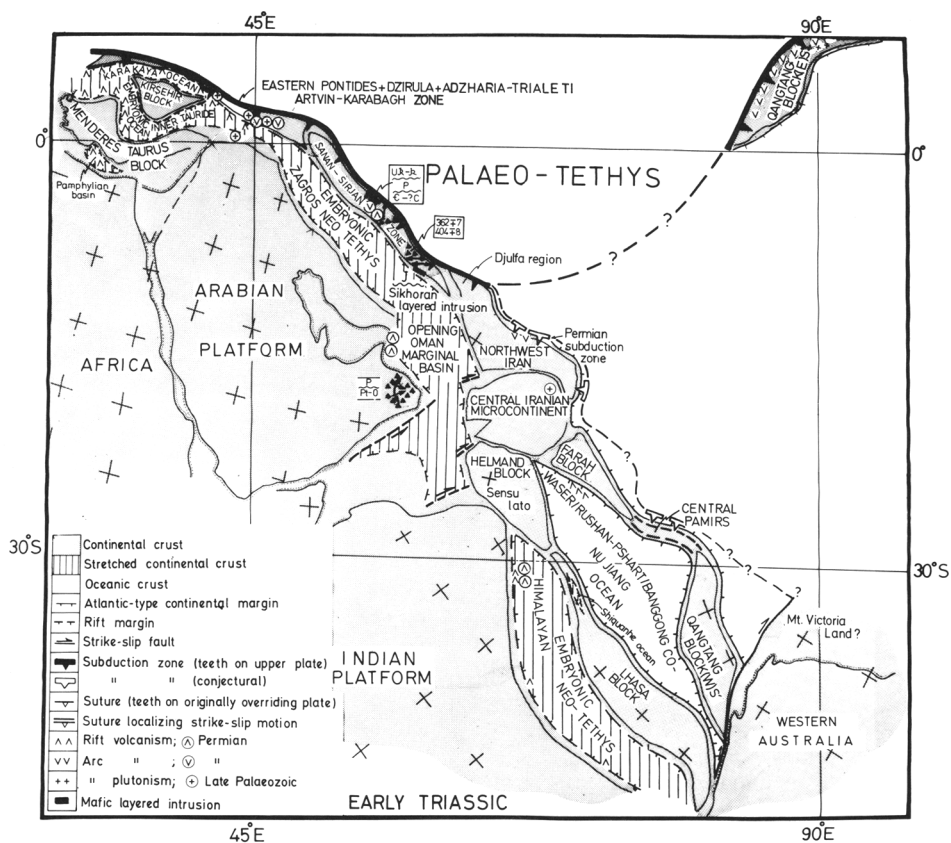 45°E
90°E
KARAKAYA OCEAN
KIRSEHIR
BLOCK
EMBRYONIC INNER TAURIDE
OCEAN
MENDERES
TAURUS
BLOCK
Pamphylian
basin
EASTERN PONTIDES+DZIRULA+ADZHARIA-TRIALETI
ARTVIN-KARABAGH ZONE
QANGTANG
BLOCK(E)
0°
0°
SANAN-SIRJAN
ZONE
EMBRYONIC
ZAGROS NEO TETHYS
PALAEO-TETHYS
P
€-?C
362∓7
404∓8
?
?
Djulfa region
ARABIAN
PLATFORM
AFRICA
Sikhoran
layered intrusion
OPENING
OMAN
MARGINAL
BASIN
NORTHWEST
IRAN
Permian
subduction
zone
P
Pt-O
CENTRAL IRANIAN
MICROCONTINENT
FARAH
BLOCK
?
HELMAND
BLOCK
Sensu
lato
CENTRAL
PAMIRS
WASER/RUSHAN-PSHART/BANGGONG CO-
NU JIANG
OCEAN
?
?
?
30°S
30°S
Shiquanhe ocean
HIMALAYAN
EMBRYONIC
NEO-TETHYS
LHASA
BLOCK
QANGTANG
BLOCK(W)S
Mt. Victoria
Land?
INDIAN
PLATFORM
WESTERN
AUSTRALIA
Continental crust
Stretched continental crust
Oceanic crust
Atlantic-type continental margin
Rift margin
Strike-slip fault
Subduction zone (teeth on upper plate)
" " (conjectural)
Suture (teeth on originally overriding plate)
Suture localizing strike-slip motion
Rift volcanism; Permian
Arc " ; "
" plutonism; Late Palaeozoic
Mafic layered intrusion
EARLY TRIASSIC
45°E
90°E